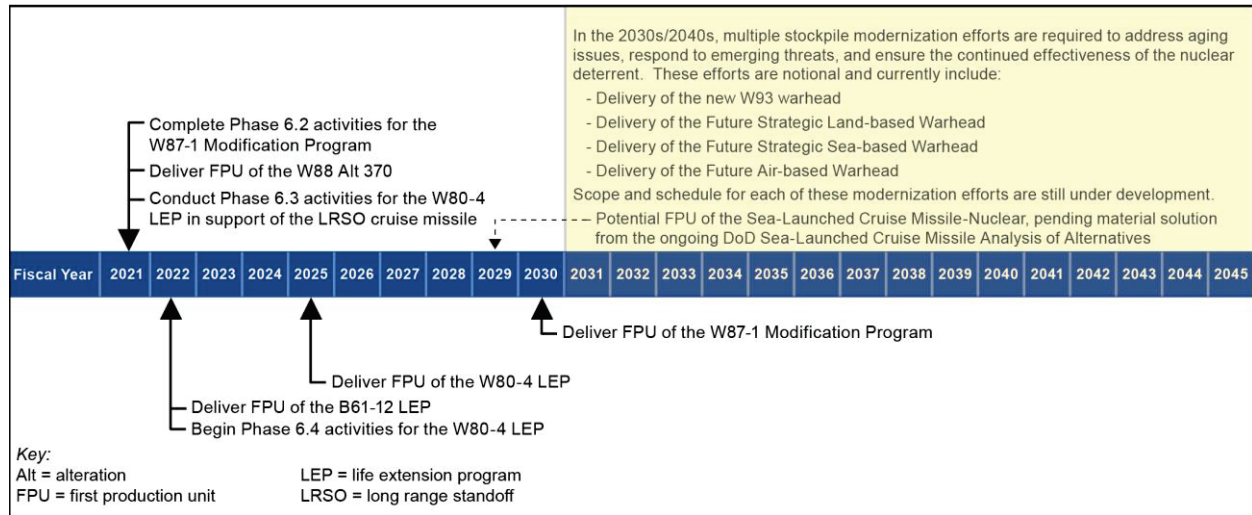 In the 2030s/2040s, multiple stockpile modernization efforts are required to address aging
issues, respond to emerging threats, and ensure the continued effectiveness of the nuclear
deterrent. These efforts are notional and currently include:
- Delivery of the new W93 warhead
- Delivery of the Future Strategic Land-based Warhead
- Delivery of the Future Strategic Sea-based Warhead
- Delivery of the Future Air-based Warhead
Scope and schedule for each of these modernization efforts are still under development.
Potential FPU of the Sea-Launched Cruise Missile-Nuclear, pending material solution
from the ongoing DoD Sea-Launched Cruise Missile Analysis of Alternatives
Complete Phase 6.2 activities for the
W87-1 Modification Program
Deliver FPU of the W88 Alt 370
Conduct Phase 6.3 activities for the W80-4
LEP in support of the LRSO cruise missile
Fiscal Year 2021 2022 2023 2024 2025 2026 2027 2028 2029 2030 2031 2032 2033 2034 2035 2036 2037 2038 2039 2040 2041 2042 2043 2044 2045
Deliver FPU of the W87-1 Modification Program
Deliver FPU of the W80-4 LEP
Deliver FPU of the B61-12 LEP
Begin Phase 6.4 activities for the W80-4 LEP
Key:
Alt = alteration LEP = life extension program
FPU = first production unit LRSO = long range standoff